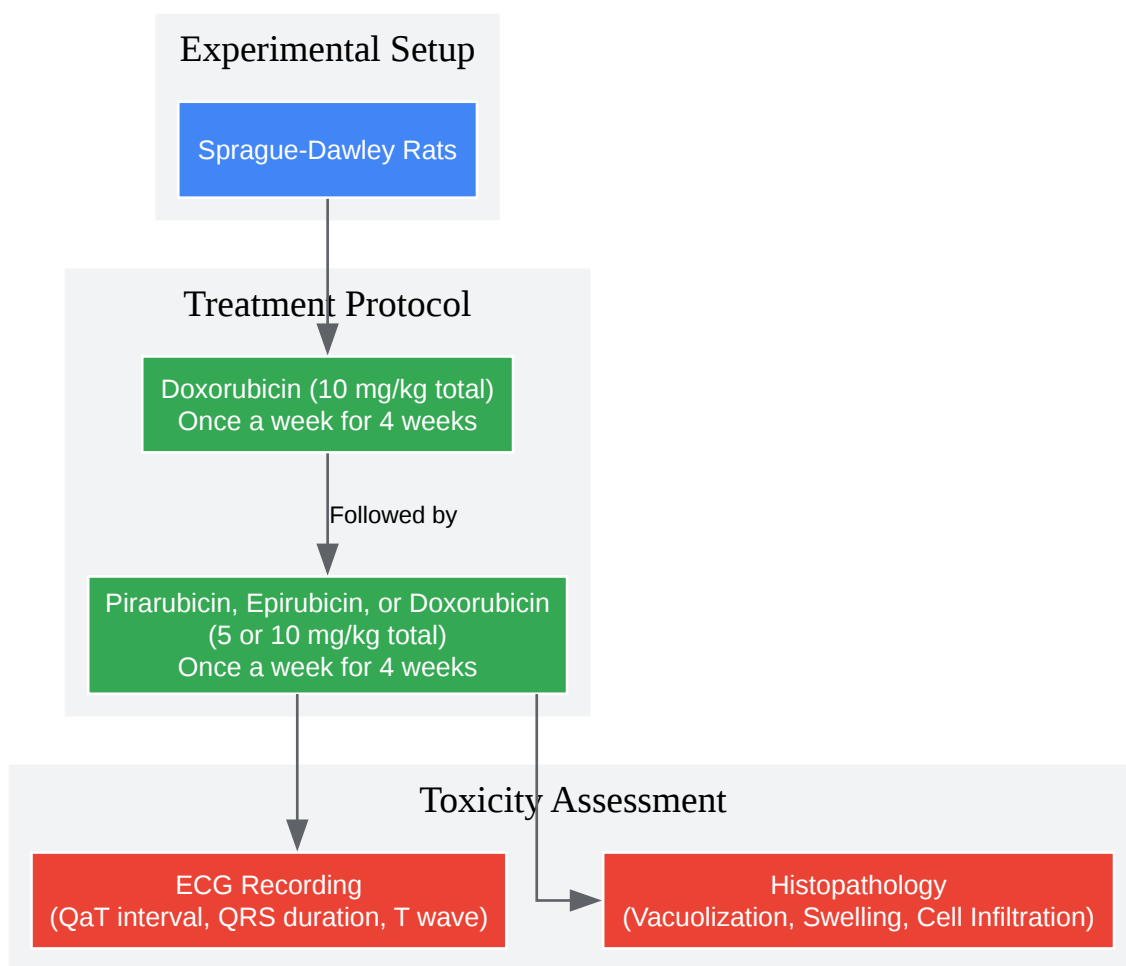 Experimental Setup
Sprague-Dawley Rats
Treatment Protocol
Doxorubicin (10 mg/kg total)
Once a week for 4 weeks
Followed by
Pirarubicin, Epirubicin, or Doxorubicin
(5 or 10 mg/kg total)
Once a week for 4 weeks
Toxicity Assessment
ECG Recording
(QaT interval, QRS duration, T wave)
Histopathology
(Vacuolization, Swelling, Cell Infiltration)